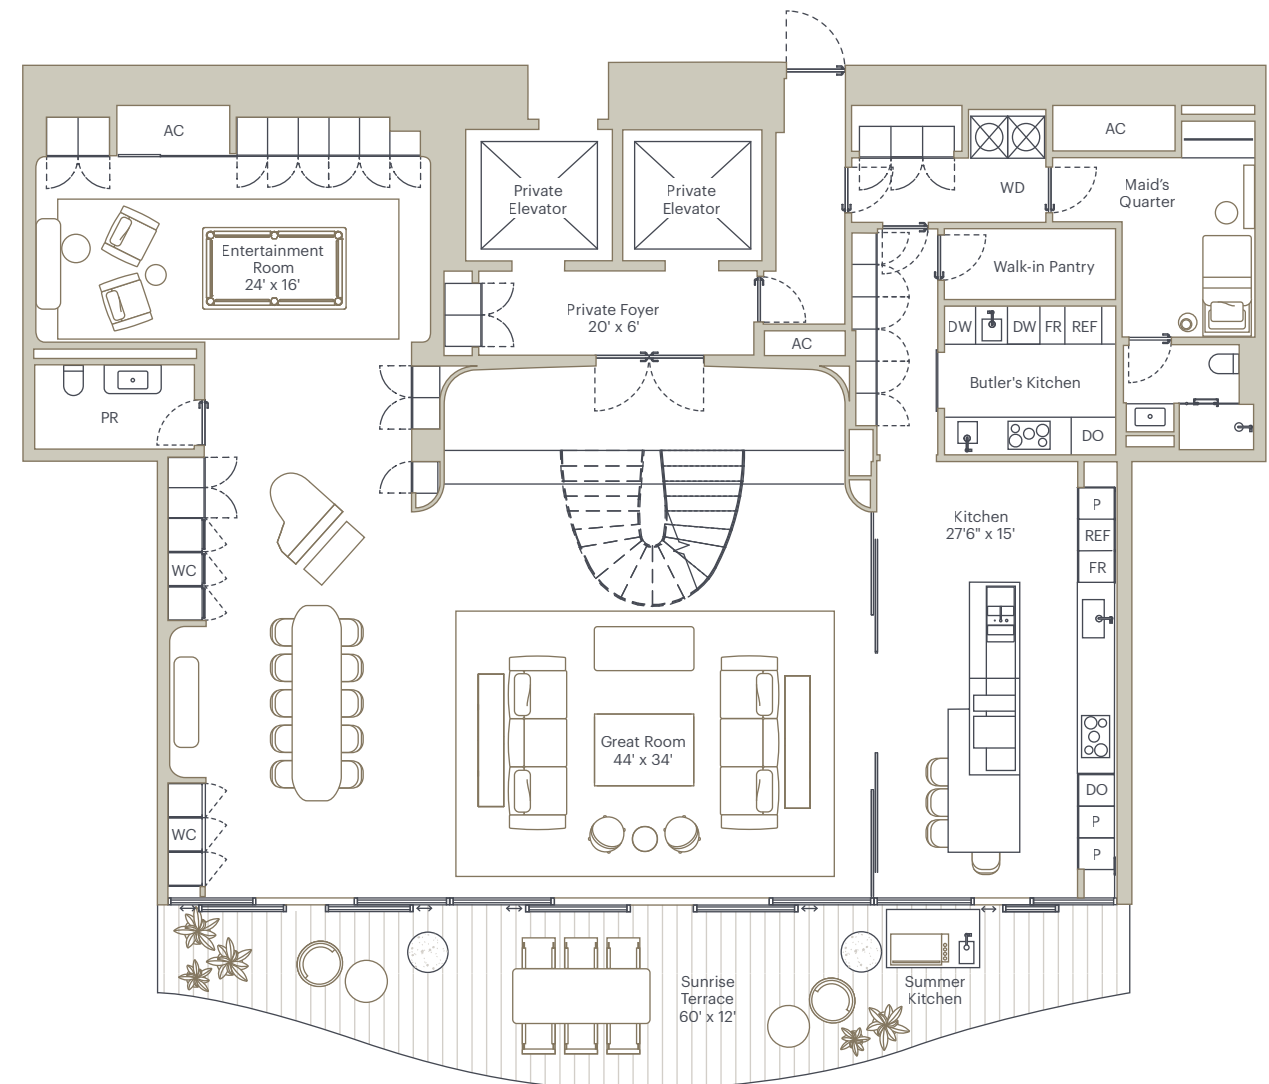 AC
AC
Private
Elevator
Private
Elevator
WD
Maid's
Quarter
Entertainment
Room
24' x 16'
Walk-in Pantry
Private Foyer
20' x 6'
DW
DW
FR
REF
AC
Butler's Kitchen
PR
DO
P
Kitchen
27'6" x 15'
REF
FR
WC
Great Room
44' x 34'
DO
P
WC
P
Sunrise
Terrace
60' x 12'
Summer
Kitchen